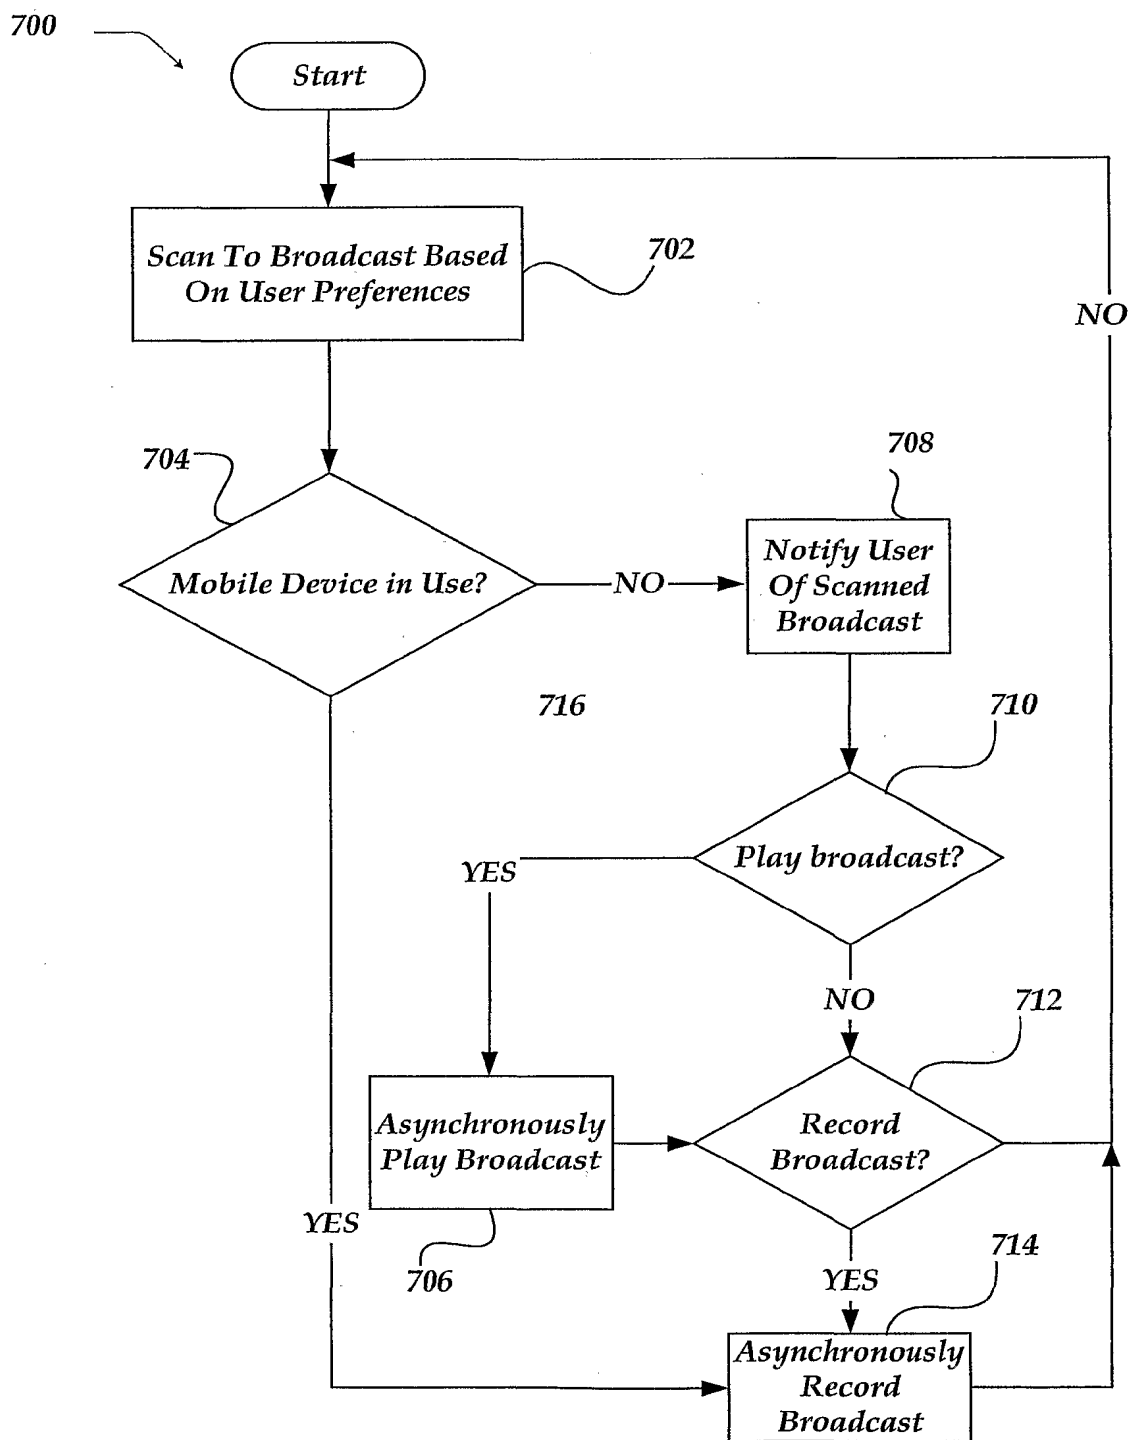 700
Start
Scan To Broadcast Based
On User Preferences
702
NO
704
Mobile Device in Use?
NO
708
Notify User
Of Scanned
Broadcast
716
710
Play broadcast?
YES
NO
712
Asynchronously
Play Broadcast
Record
Broadcast?
YES
706
YES
714
Asynchronously
Record
Broadcast